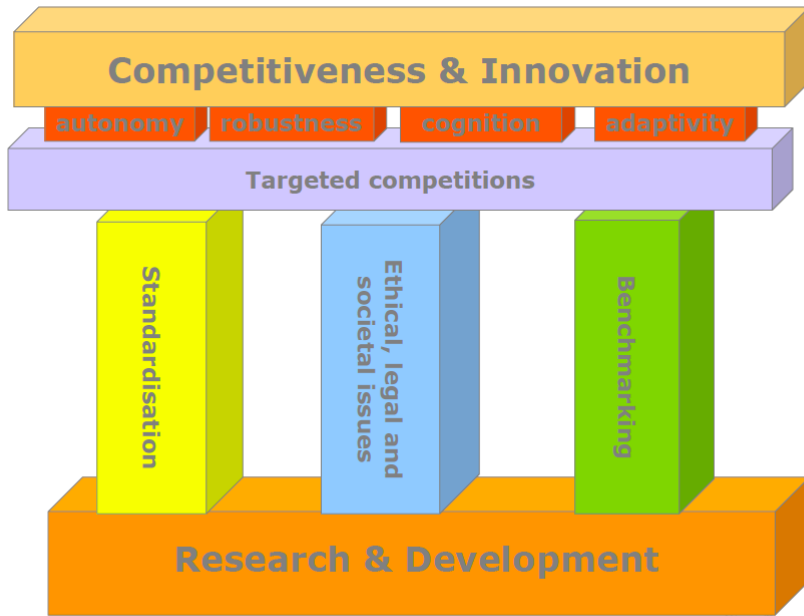 Competitiveness & Innovation
autonomy
robustness
cognition
adaptivity
Targeted competitions
Standardisation
Ethical, legal and
societal issues
Benchmarking
Research & Development